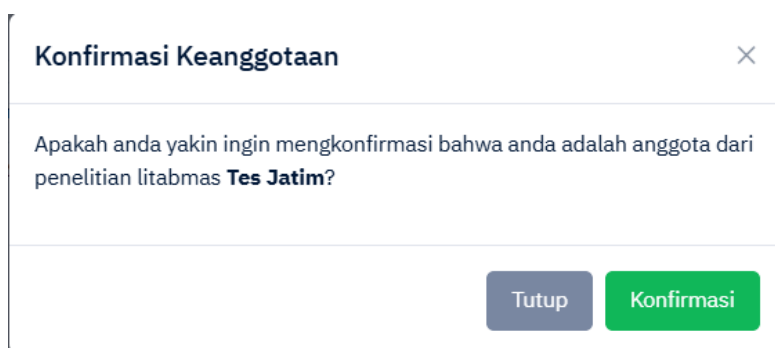 Konfirmasi Keanggotaan
Apakah anda yakin ingin mengkonfirmasi bahwa anda adalah anggota dari
penelitian litabmas Tes Jatim?
Tutup
Konfirmasi